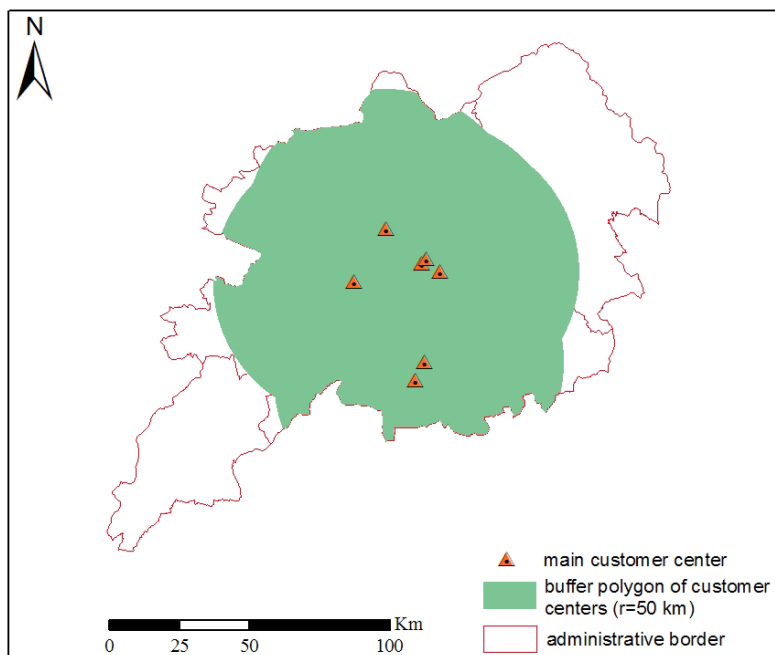 N
main customer center
buffer polygon of customer
centers (r=50 km)
administrative border
Km
0 25 50 100